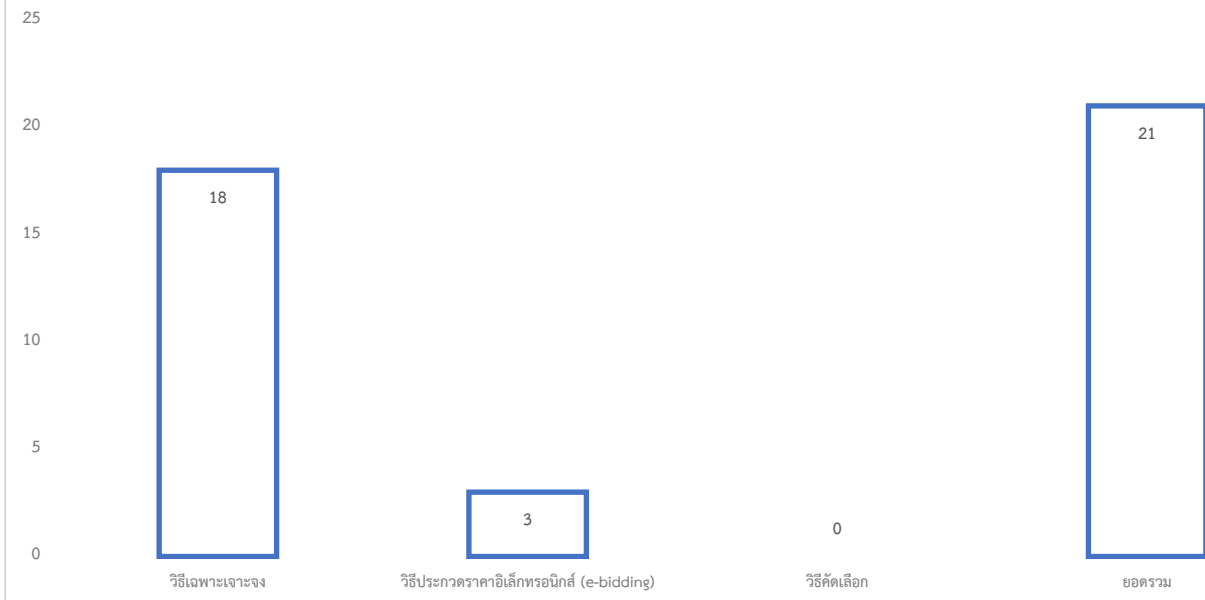 25
20
15
10
5
0
18
3
0
21
วิธีเฉพาะเจาะจง
วิธีประกวดราคาอิเล็กทรอนิกส์ (e-bidding)
วิธีคัดเลือก
ยอดรวม